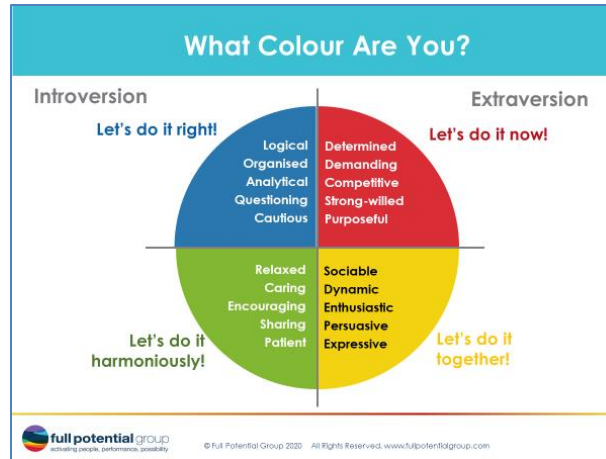 What Colour Are You?
Introversion
Extraversion
Let's do it right!
Let's do it now!
Logical
Organised
Analytical
Questioning
Cautious
Determined
Demanding
Competitive
Strong-willed
Purposeful
Relaxed
Caring
Encouraging
Sharing
Patient
Sociable
Dynamic
Enthusiastic
Persuasive
Expressive
Let's do it
harmoniously!
Let's do it
together!
full potential group
activating people, performance, possibility
© Full Potential Group 2020 All Rights Reserved, www.fullpotentialgroup.com